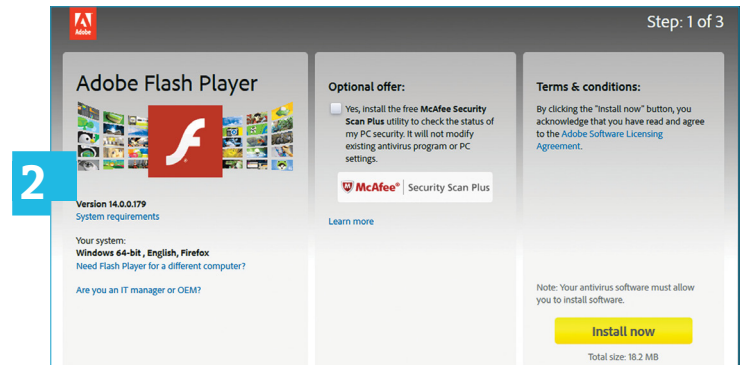 Adobe
Step: 1 of 3
Adobe Flash Player
2
Version 14.0.0.179
System requirements
Your system:
Windows 64-bit , English, Firefox
Need Flash Player for a different computer?
Are you an IT manager or OEM?
Optional offer:
Yes, install the free McAfee Security
Scan Plus utility to check the status of
my PC security. It will not modify
existing antivirus program or PC
settings.
McAfee® Security Scan Plus
Learn more
Terms & conditions:
By clicking the "Install now" button, you
acknowledge that you have read and agree
to the Adobe Software Licensing
Agreement.
Note: Your antivirus software must allow
you to install software.
Install now
Total size: 18.2 MB